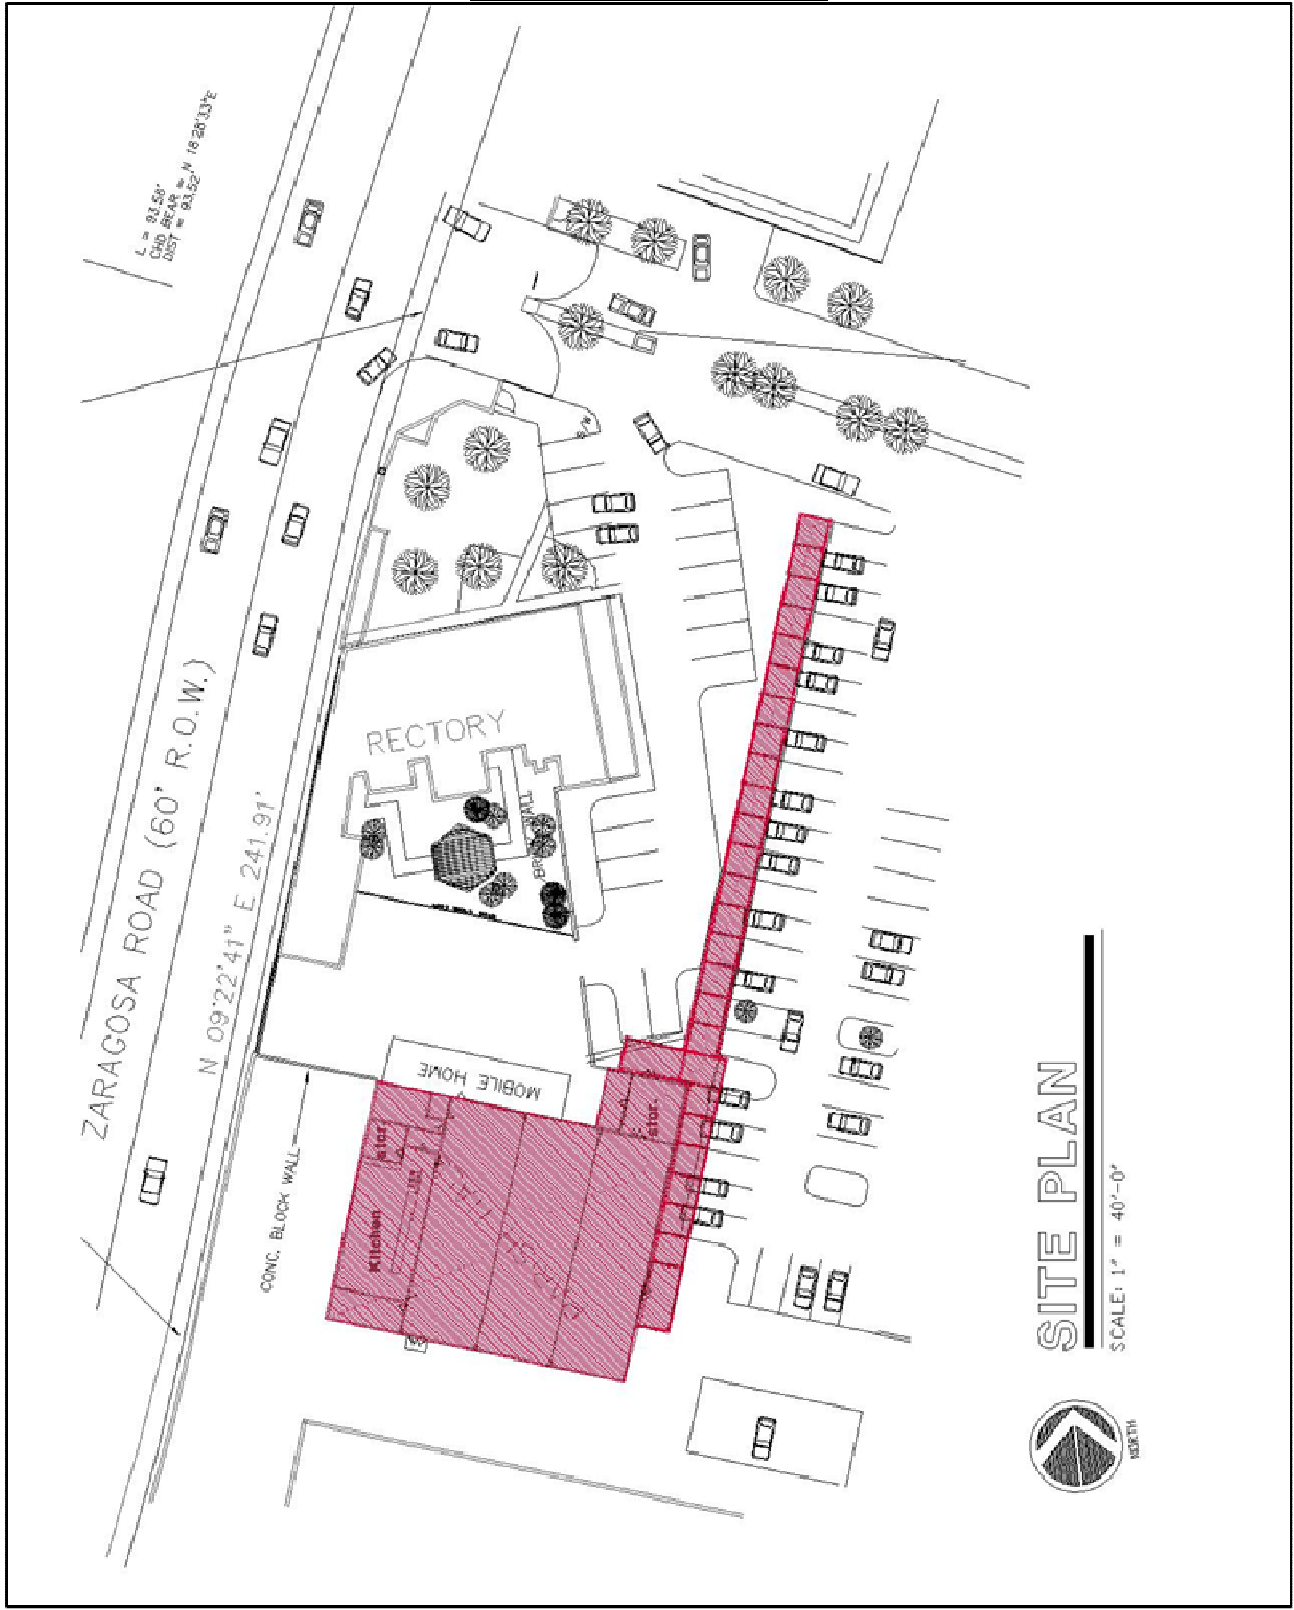 L = 93.58'
CHD BEAR = N 18°28'33"E
DIST = 93.52'
ZARAGOSA ROAD (60' R.O.W.)
N 09°22'41" E 241.91'
RECTORY
MOBILE HOME
CONC. BLOCK WALL
Kitchen
stor.
stor.
SITE PLAN
SCALE: 1" = 40'-0"
NORTH